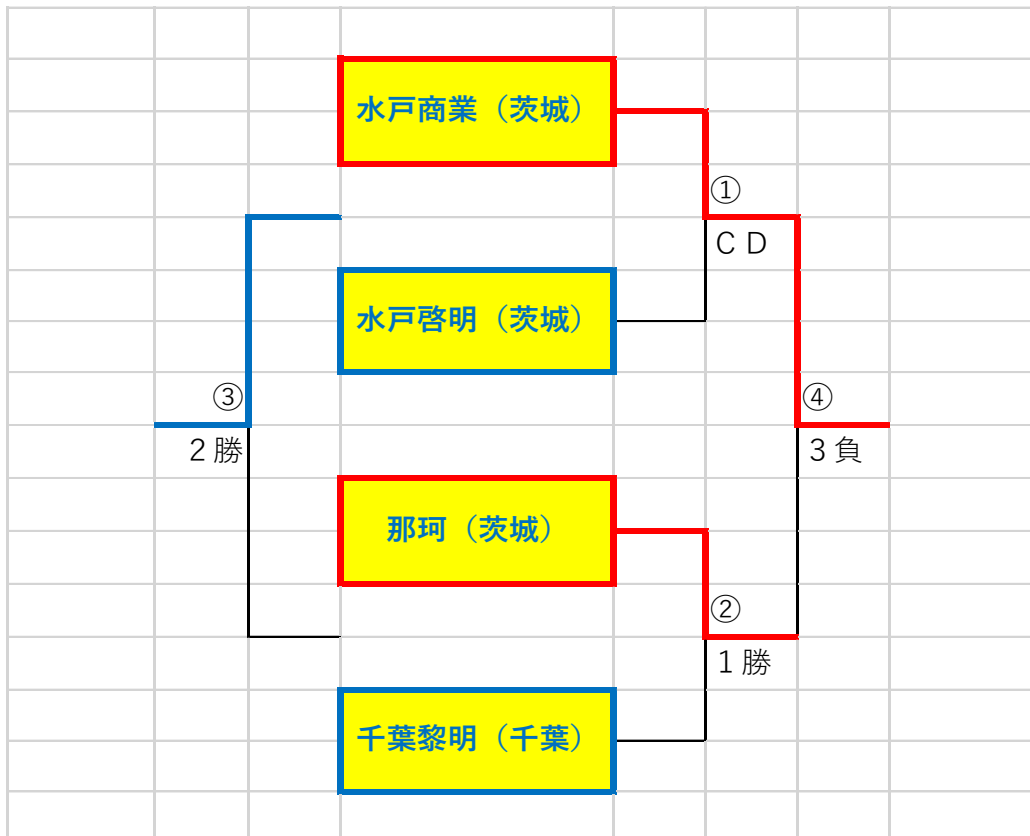 水戸商業（茨城）
①
ＣＤ
水戸啓明（茨城）
③
２勝
④
３負
那珂（茨城）
②
１勝
千葉黎明（千葉）